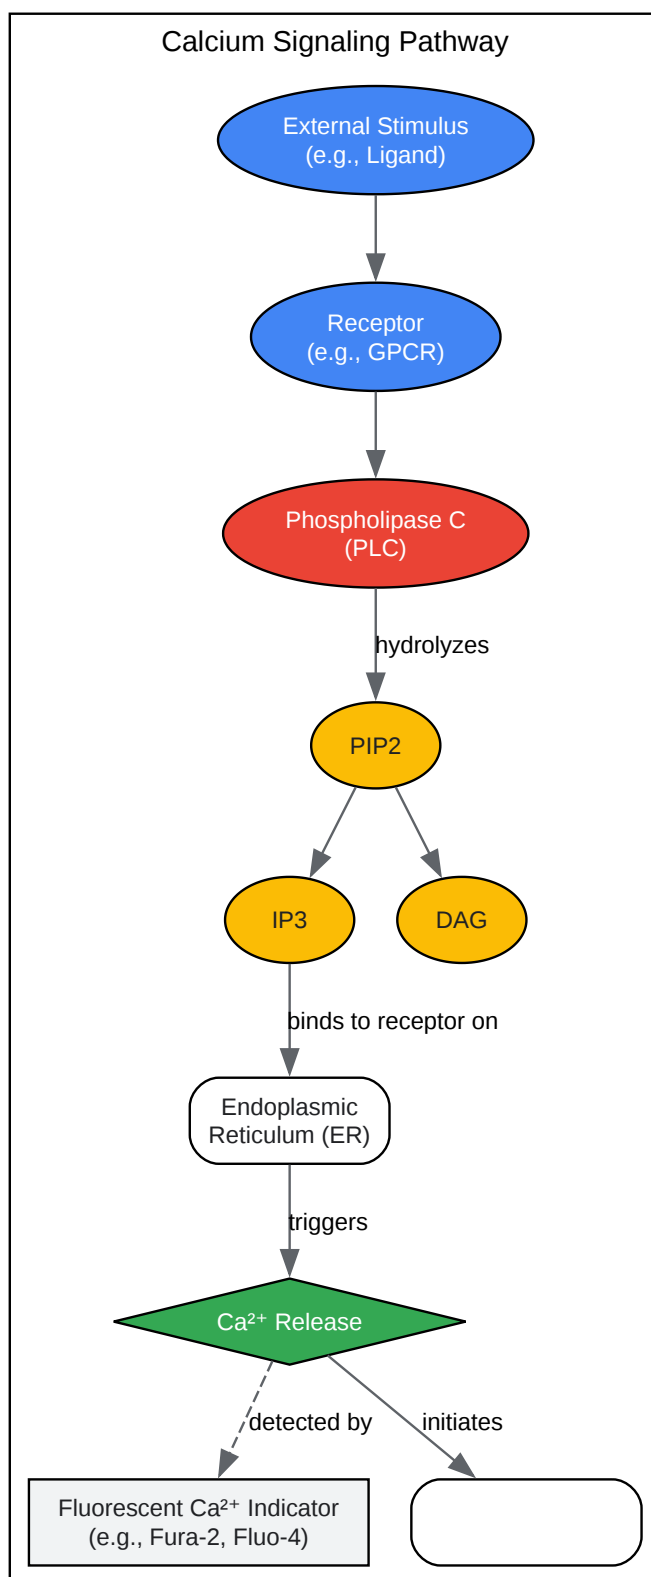 Calcium Signaling Pathway
External Stimulus
(e.g., Ligand)
Receptor
(e.g., GPCR)
Phospholipase C
(PLC)
hydrolyzes
PIP2
IP3
DAG
binds to receptor on
Endoplasmic
Reticulum (ER)
triggers
Ca²⁺ Release
detected by
initiates
Fluorescent Ca²⁺ Indicator
(e.g., Fura-2, Fluo-4)